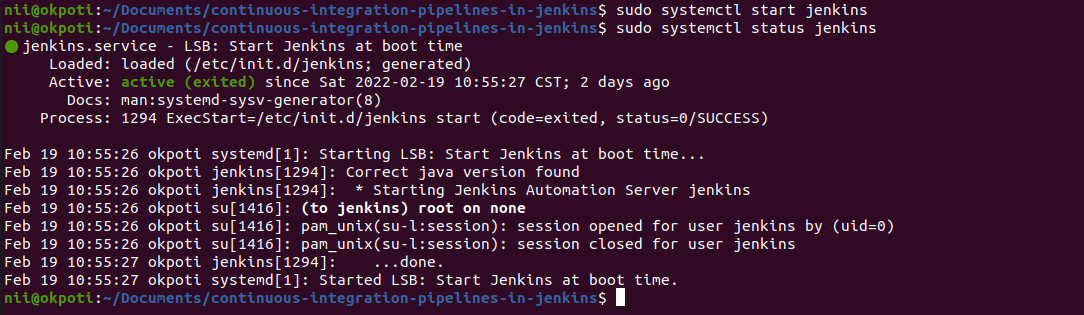 nii@okpoti:~/Documents/continuous-integration-pipelines-in-jenkins$ sudo systemctl start jenkins
nii@okpoti:~/Documents/continuous-integration-pipelines-in-jenkins$ sudo systemctl status jenkins
● jenkins.service - LSB: Start Jenkins at boot time
     Loaded: loaded (/etc/init.d/jenkins; generated)
     Active: active (exited) since Sat 2022-02-19 10:55:27 CST; 2 days ago
       Docs: man:systemd-sysv-generator(8)
    Process: 1294 ExecStart=/etc/init.d/jenkins start (code=exited, status=0/SUCCESS)

Feb 19 10:55:26 okpoti systemd[1]: Starting LSB: Start Jenkins at boot time...
Feb 19 10:55:26 okpoti jenkins[1294]: Correct java version found
Feb 19 10:55:26 okpoti jenkins[1294]:  * Starting Jenkins Automation Server jenkins
Feb 19 10:55:26 okpoti su[1416]: (to jenkins) root on none
Feb 19 10:55:26 okpoti su[1416]: pam_unix(su-l:session): session opened for user jenkins by (uid=0)
Feb 19 10:55:26 okpoti su[1416]: pam_unix(su-l:session): session closed for user jenkins
Feb 19 10:55:27 okpoti jenkins[1294]:    ...done.
Feb 19 10:55:27 okpoti systemd[1]: Started LSB: Start Jenkins at boot time.
nii@okpoti:~/Documents/continuous-integration-pipelines-in-jenkins$